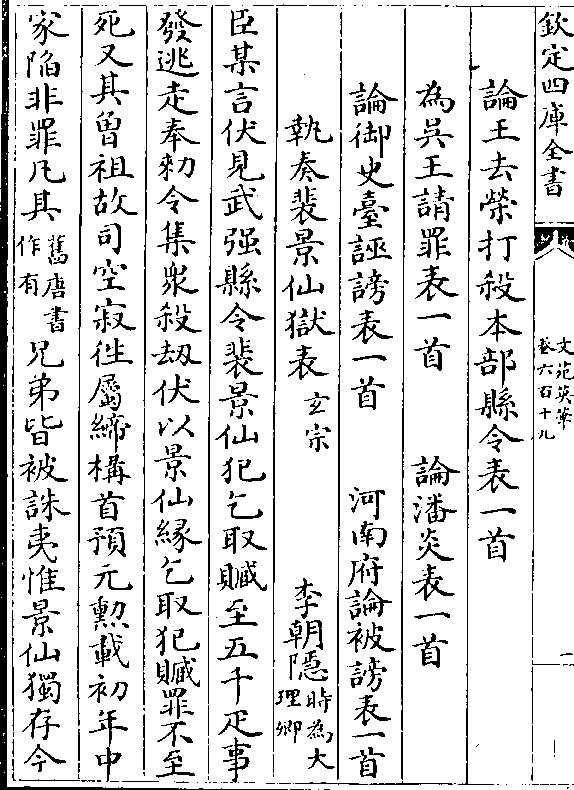 欽定四庫全書
文苑英華
卷六百十九
一
論王去榮打殺本部縣令表一首
為吳王請罪表一首 論潘炎表一首
論御史臺誣謗表一首 河南府論被謗表一首
執奏裴景仙獄表 玄宗 李朝隱 時為大理卿
臣某言伏見武强縣令裴景仙犯乞取贓至五千疋事
發逃走奉勑令集衆殺刼伏以景仙緣乞取犯贓罪不至
死又其曾祖故司空寂徃屬締構首預元勲載初年中
家陷非罪凡其 舊唐書作有 兄弟皆被誅夷惟景仙獨存今